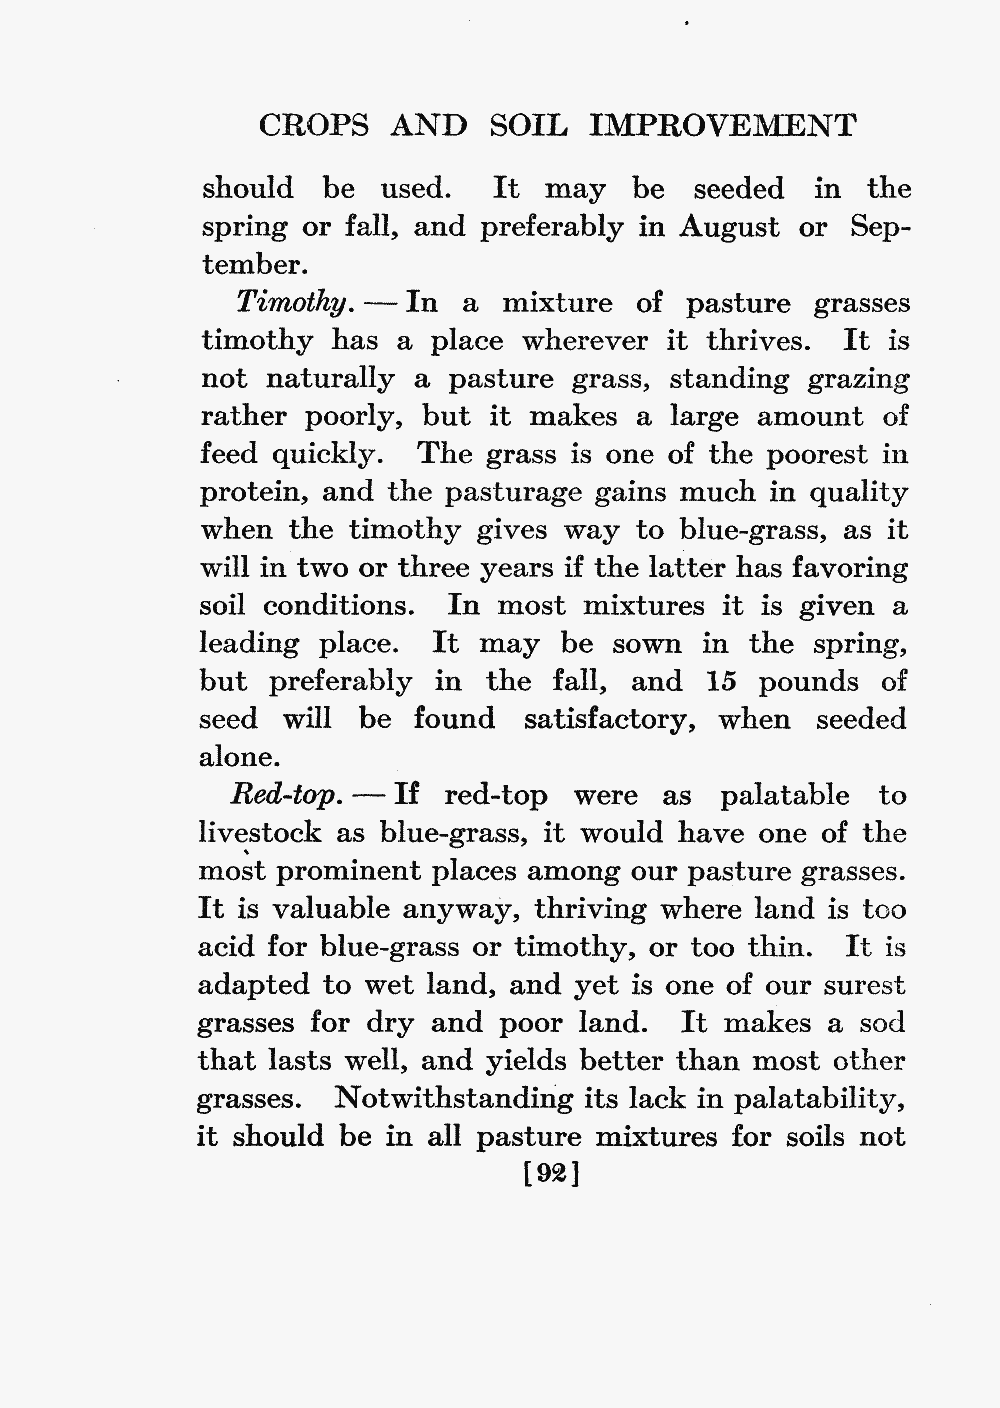 CROPS AND SOIL IMPROVEMENT
should be used. It may be seeded in the
spring or fall, and preferably in August or Sep-
tember.
Timothy. — In a mixture of pasture grasses
timothy has a place wherever it thrives. It is
not naturally a pasture grass, standing grazing
rather poorly, but it makes a large amount of
feed quickly. The grass is one of the poorest in
protein, and the pasturage gains much in quality
when the timothy gives way to blue-grass, as it
will in two or three years if the latter has favoring
soil conditions. In most mixtures it is given a
leading place. It may be sown in the spring,
but preferably in the fall, and 15 pounds of
seed will be found satisfactory, when seeded
alone.
Red-top. — If red-top were as palatable to
livestock as blue-grass, it would have one of the
most prominent places among our pasture grasses.
It is valuable anyway, thriving where land is too
acid for blue-grass or timothy, or too thin. It is
adapted to wet land, and yet is one of our surest
grasses for dry and poor land. It makes a sod
that lasts well, and yields better than most other
grasses. Notwithstanding its lack in palatability,
it should be in all pasture mixtures for soils not
[92]